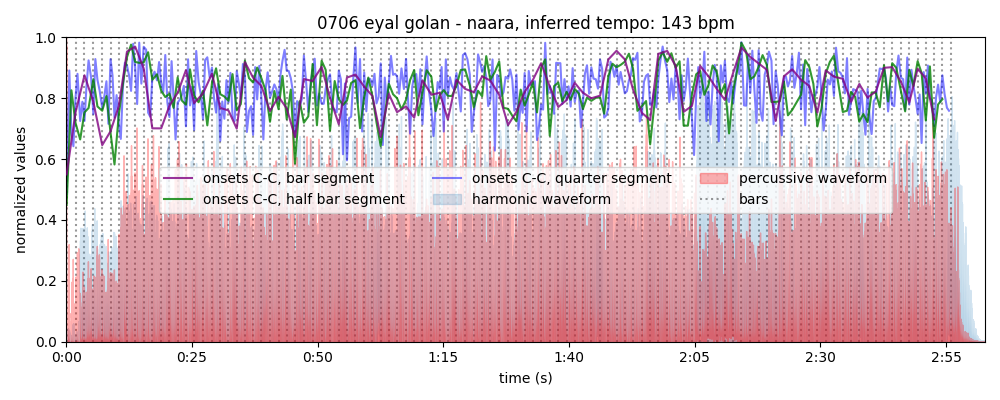 0706 eyal golan - naara, inferred tempo: 143 bpm
1.0
0.8
0.6
0.4
0.2
0.0
normalized values
onsets C-C, bar segment
onsets C-C, half bar segment
onsets C-C, quarter segment
harmonic waveform
percussive waveform
bars
0:00 0:25 0:50 1:15 1:40 2:05 2:30 2:55
time (s)